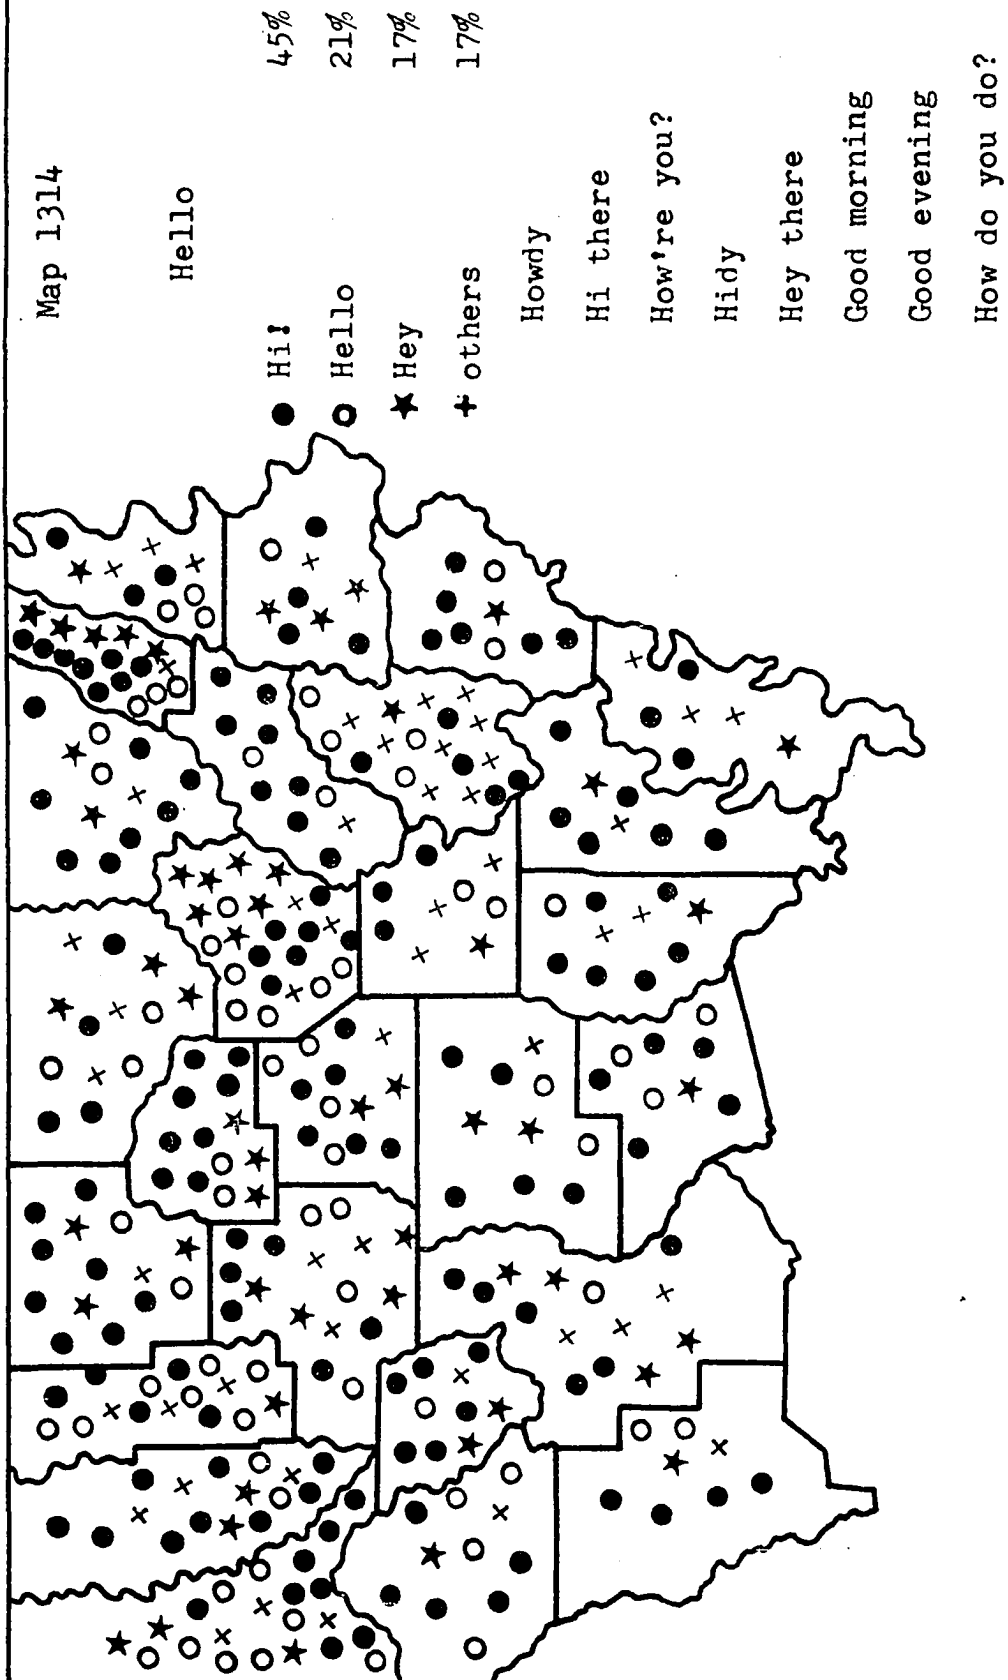 Map 1314
Hello
● Hi! 45%
○ Hello 21%
★ Hey 17%
+ others 17%
Howdy
Hi there
How're you?
Hidy
Hey there
Good morning
Good evening
How do you do?